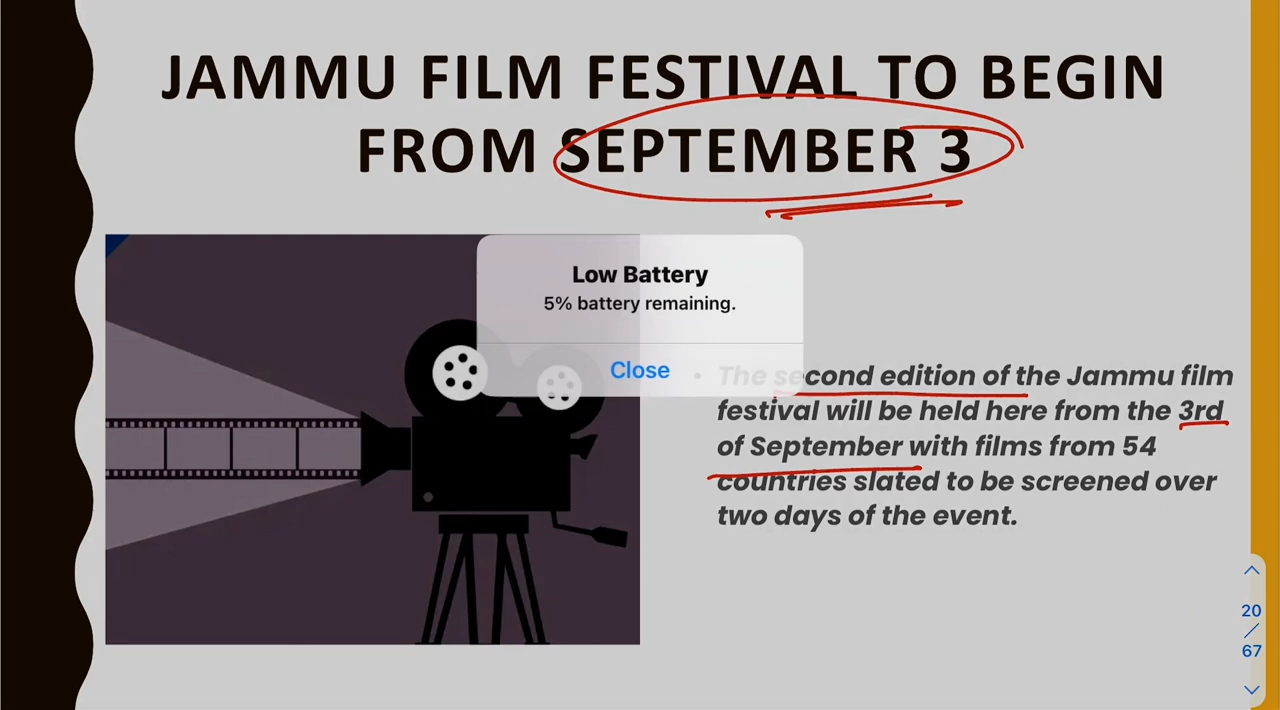 JAMMU FILM FESTIVAL TO BEGIN
FROM SEPTEMBER 3
Low Battery
5% battery remaining.
Close
• The second edition of the Jammu film
festival will be held here from the 3rd
of September with films from 54
countries slated to be screened over
two days of the event.
20
/
67